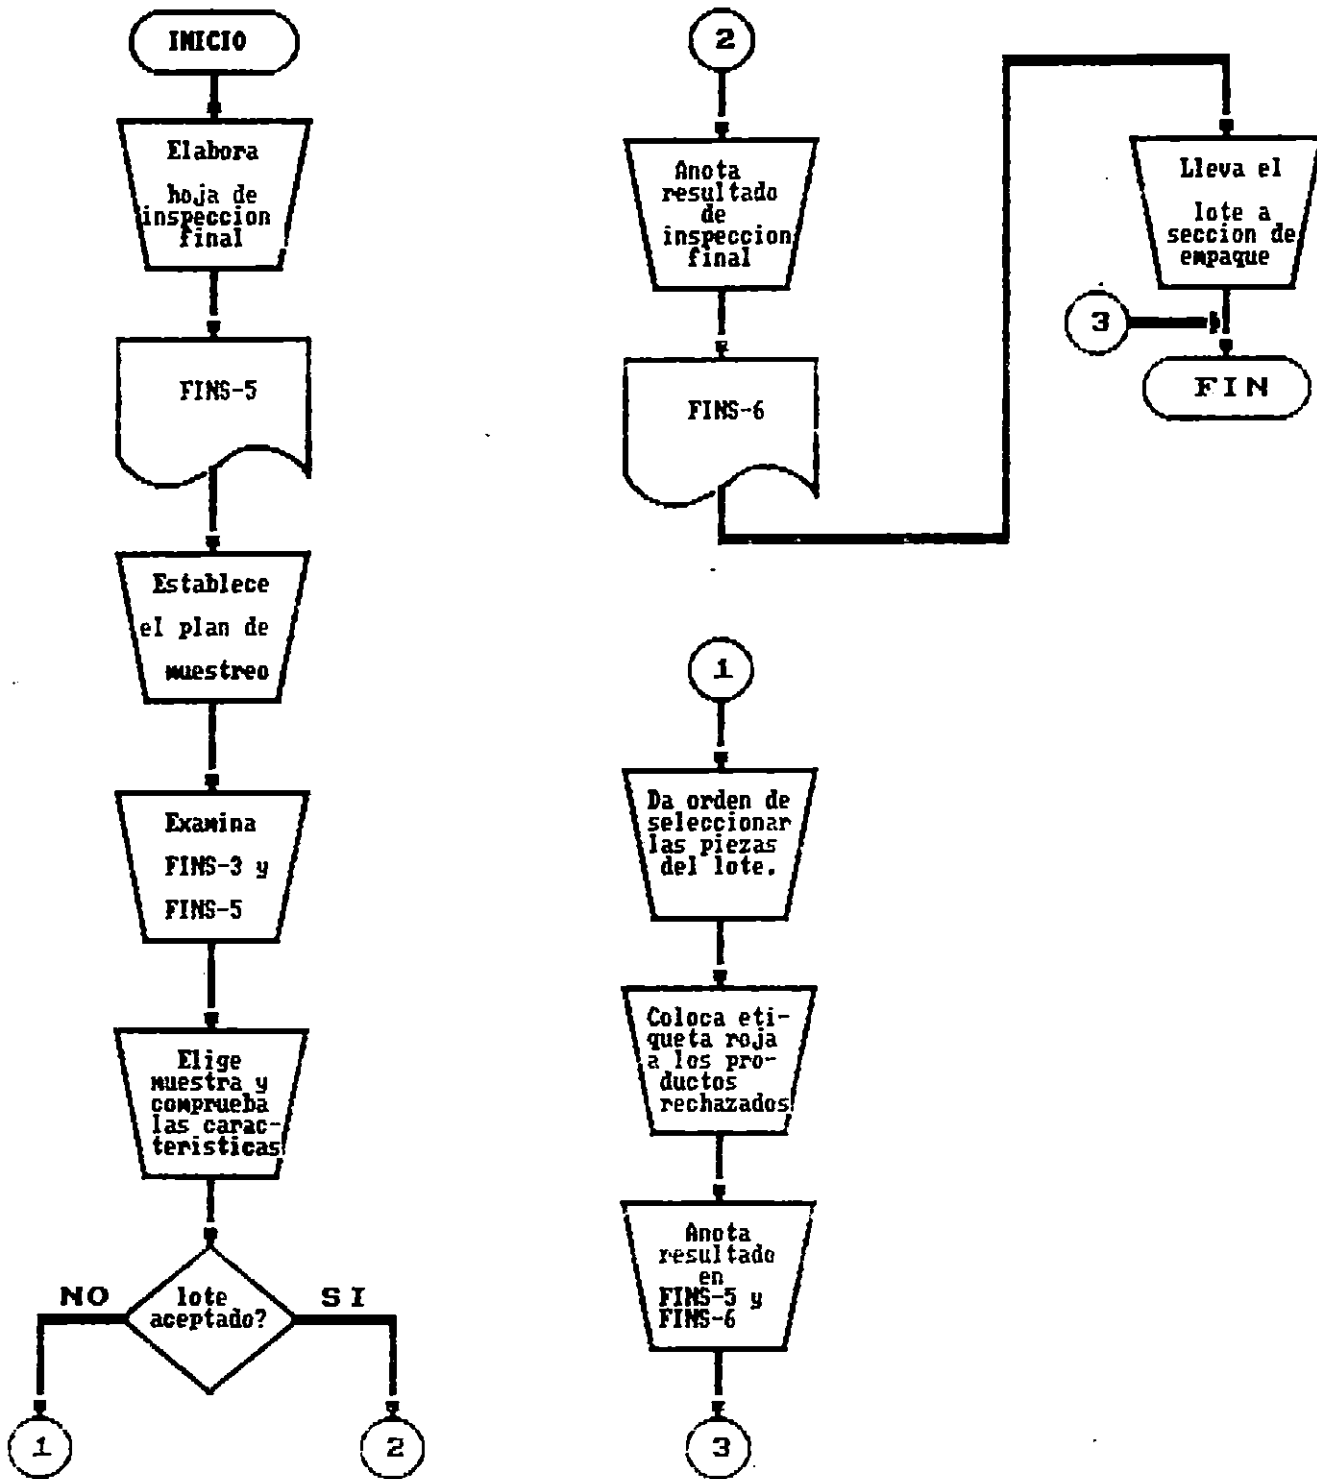 INICIO
Elabora
hoja de
inspeccion
final
FINS-5
Establece
el plan de
muestreo
Examina
FINS-3 y
FINS-5
Elige
muestra y
comprueba
las carac-
teristicas
lote
aceptado?
NO
SI
1
2
2
Anota
resultado
de
inspeccion
final
FINS-6
1
Da orden de
seleccionar
las piezas
del lote.
Coloca eti-
queta roja
a los pro-
ductos
rechazados
Anota
resultado
en
FINS-5 y
FINS-6
3
Lleva el
lote a
seccion de
empaque
3
FIN